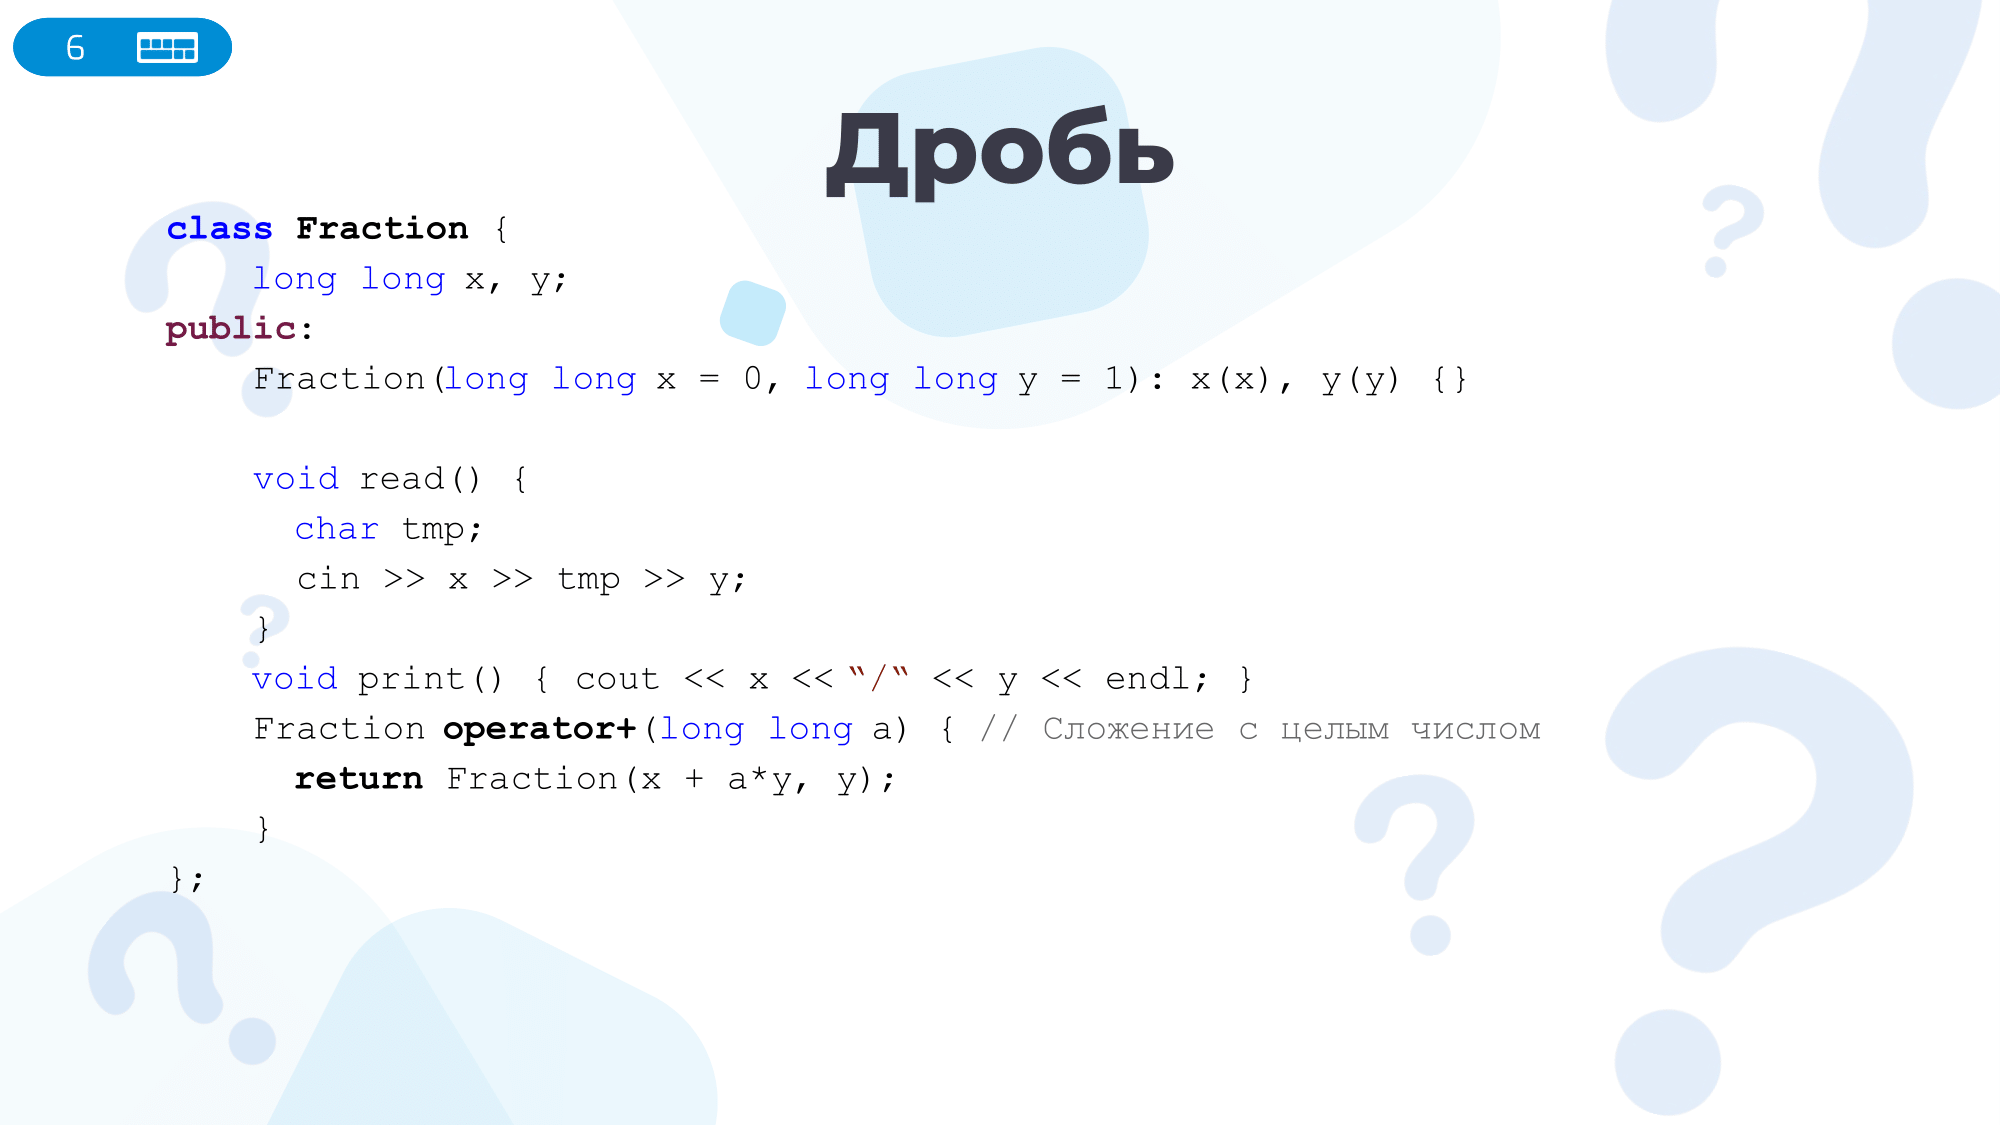 6
Дробь
class Fraction {
long long x, y;
public:
Fraction(long long x = 0, long long y = 1): x(x), y(y) {}
void read() {
char tmp;
cin >> x >> tmp >> y;
}
void print() { cout << x << “/“ << y << endl; }
Fraction operator+(long long a) { // Сложение с целым числом
return Fraction(x + a*y, y);
}
};